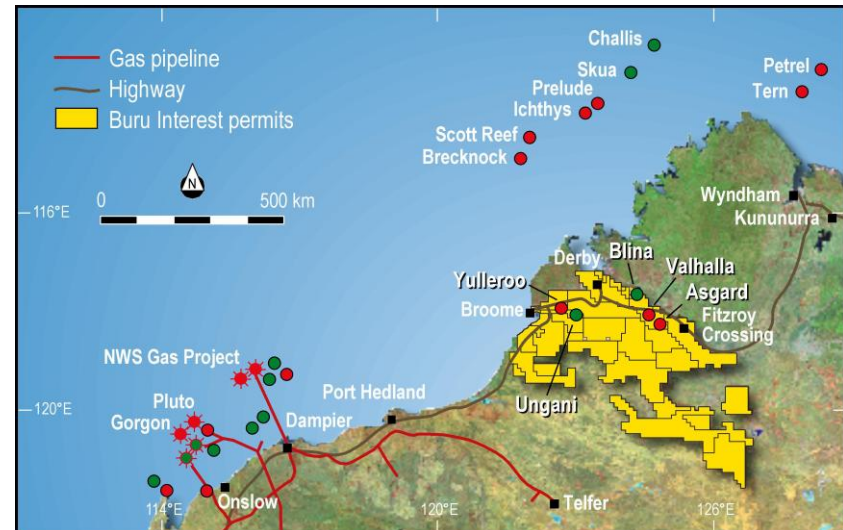 Gas pipeline
Highway
Buru Interest permits
N
0
500 km
Challis
Skua
Prelude
Ichthys
Scott Reef
Brecknock
Petrel
Tern
Wyndham
Kununurra
116°E
Blina
Derby
Valhalla
Yulleroo
Asgard
Broome
Fitzroy
Crossing
Ungani
NWS Gas Project
Pluto
Gorgon
Port Hedland
Dampier
120°E
Onslow
Telfer
114°E
120°E
126°E